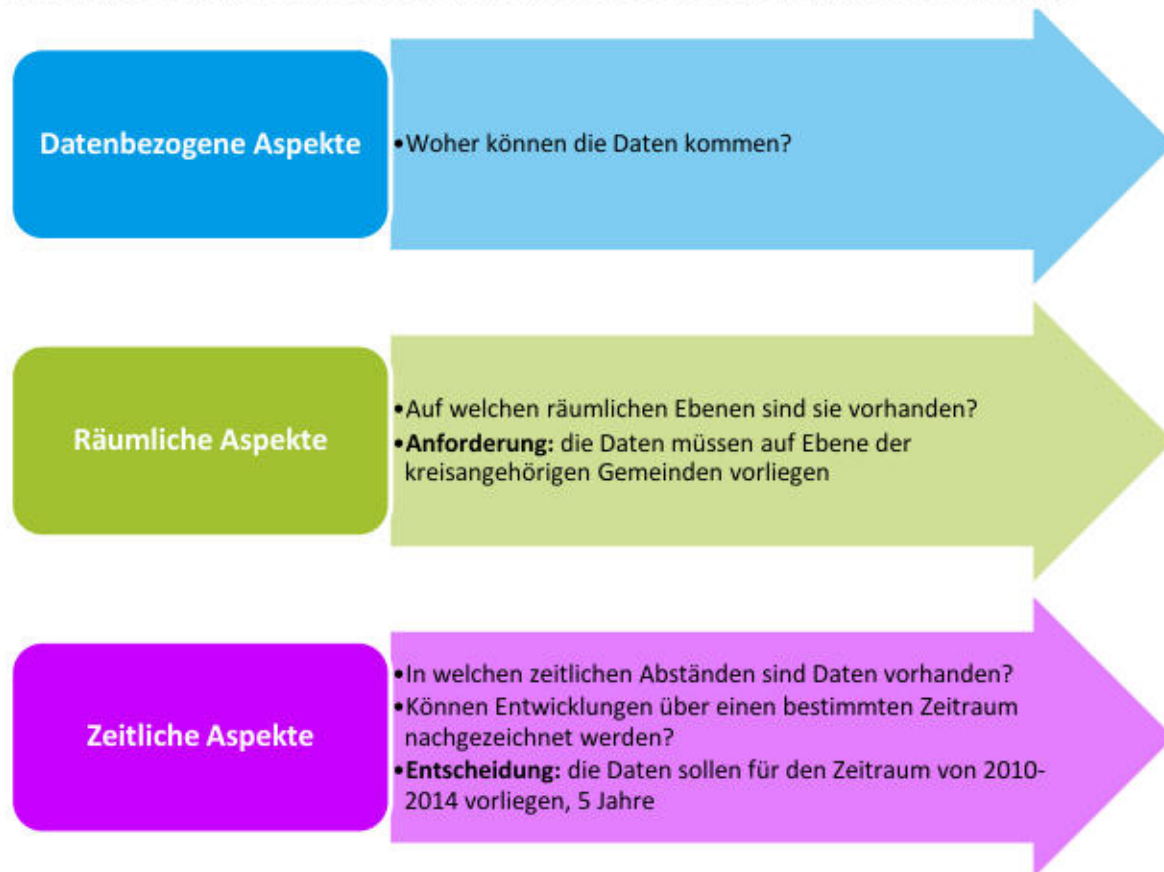 Datenbezogene Aspekte
•Woher können die Daten kommen?
Räumliche Aspekte
•Auf welchen räumlichen Ebenen sind sie vorhanden?
•Anforderung: die Daten müssen auf Ebene der
kreisangehörigen Gemeinden vorliegen
Zeitliche Aspekte
•In welchen zeitlichen Abständen sind Daten vorhanden?
•Können Entwicklungen über einen bestimmten Zeitraum
nachgezeichnet werden?
•Entscheidung: die Daten sollen für den Zeitraum von 2010-
2014 vorliegen, 5 Jahre